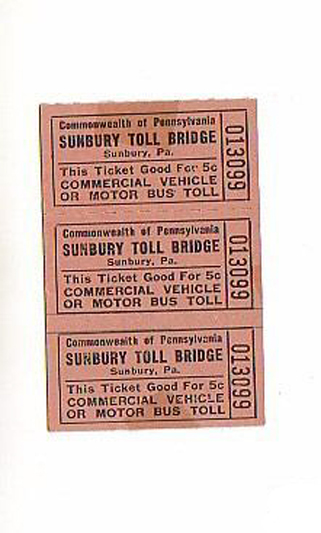 Commonwealth of Pennsylvania
SUNBURY TOLL BRIDGE
Sunbury, Pa.
This Ticket Good For 5c
COMMERCIAL VEHICLE
OR MOTOR BUS TOLL
013099
Commonwealth of Pennsylvania
SUNBURY TOLL BRIDGE
Sunbury, Pa.
This Ticket Good For 5c
COMMERCIAL VEHICLE
OR MOTOR BUS TOLL
013099
Commonwealth of Pennsylvania
SUNBURY TOLL BRIDGE
Sunbury, Pa.
This Ticket Good For 5c
COMMERCIAL VEHICLE
OR MOTOR BUS TOLL
013099